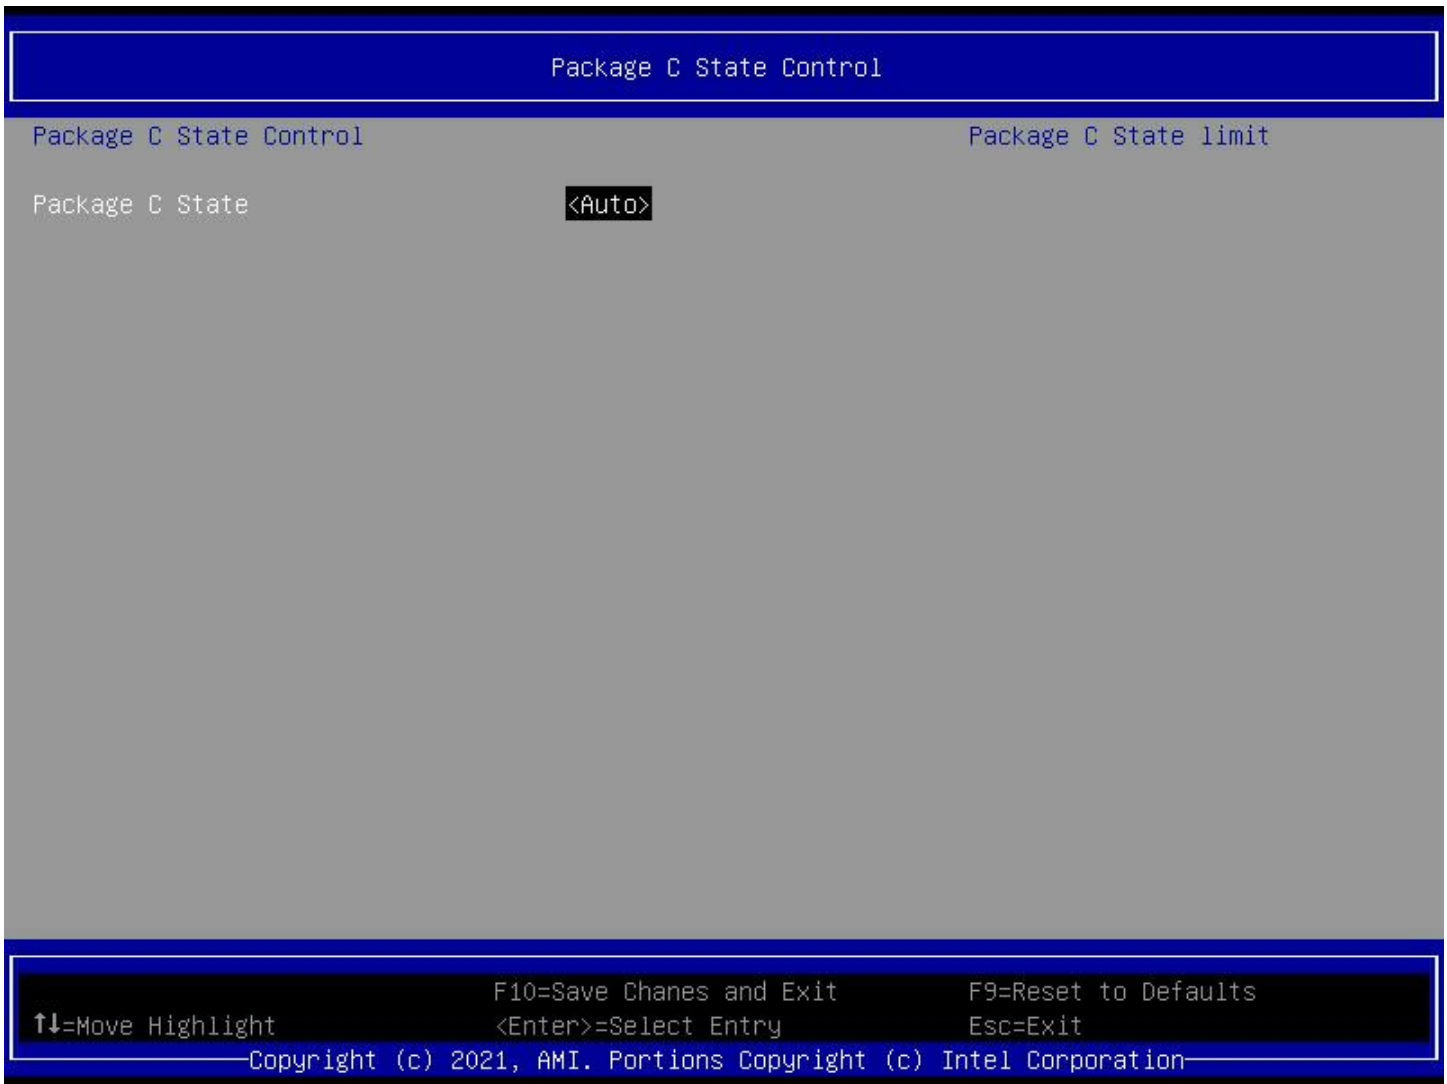 Package C State Control
Package C State Control Package C State limit
Package C State <Auto>
F10=Save Chanes and Exit F9=Reset to Defaults
↑↓=Move Highlight <Enter>=Select Entry Esc=Exit
Copyright (c) 2021, AMI. Portions Copyright (c) Intel Corporation